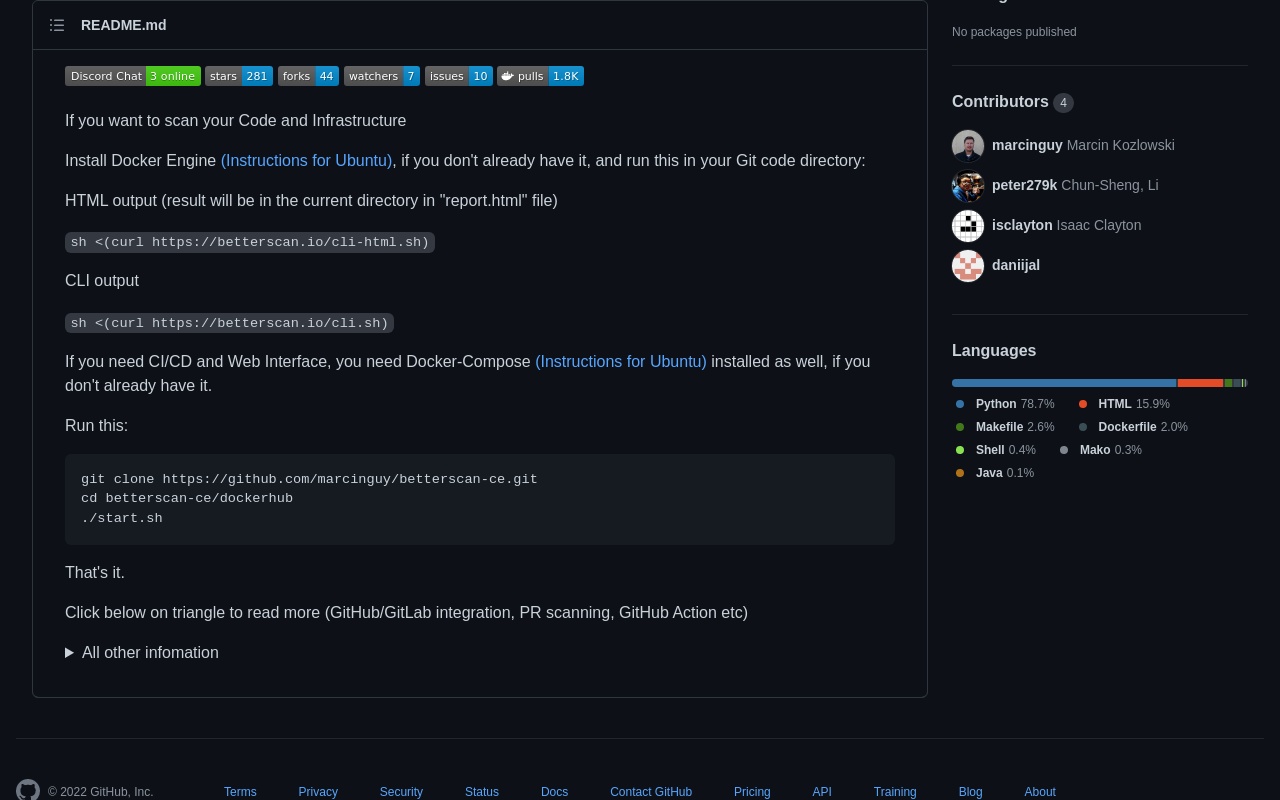 README.md
Discord Chat 3 online stars 281 forks 44 watchers 7 issues 10 pulls 1.8K
If you want to scan your Code and Infrastructure
Install Docker Engine (Instructions for Ubuntu), if you don't already have it, and run this in your Git code directory:
HTML output (result will be in the current directory in "report.html" file)
sh <(curl https://betterscan.io/cli-html.sh)
CLI output
sh <(curl https://betterscan.io/cli.sh)
If you need CI/CD and Web Interface, you need Docker-Compose (Instructions for Ubuntu) installed as well, if you
don't already have it.
Run this:
git clone https://github.com/marcinguy/betterscan-ce.git
cd betterscan-ce/dockerhub
./start.sh
That's it.
Click below on triangle to read more (GitHub/GitLab integration, PR scanning, GitHub Action etc)
All other infomation
No packages published
Contributors 4
marcinguy Marcin Kozlowski
peter279k Chun-Sheng, Li
isclayton Isaac Clayton
daniijal
Languages
Python 78.7% HTML 15.9%
Makefile 2.6% Dockerfile 2.0%
Shell 0.4% Mako 0.3%
Java 0.1%
© 2022 GitHub, Inc. Terms Privacy Security Status Docs Contact GitHub Pricing API Training Blog About